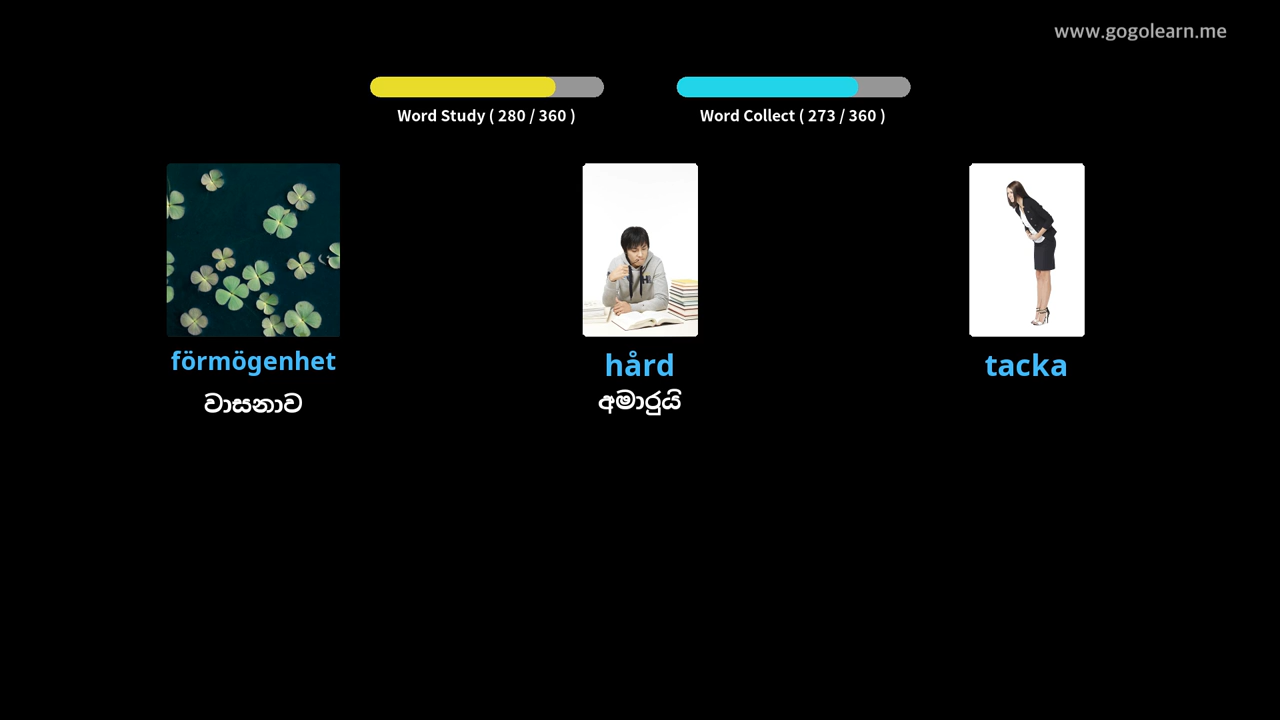 www.gogolearn.me
Word Study ( 280 / 360 )
Word Collect ( 273 / 360 )
förmögenhet
hård
tacka
වාසනාව
අමාරුයි